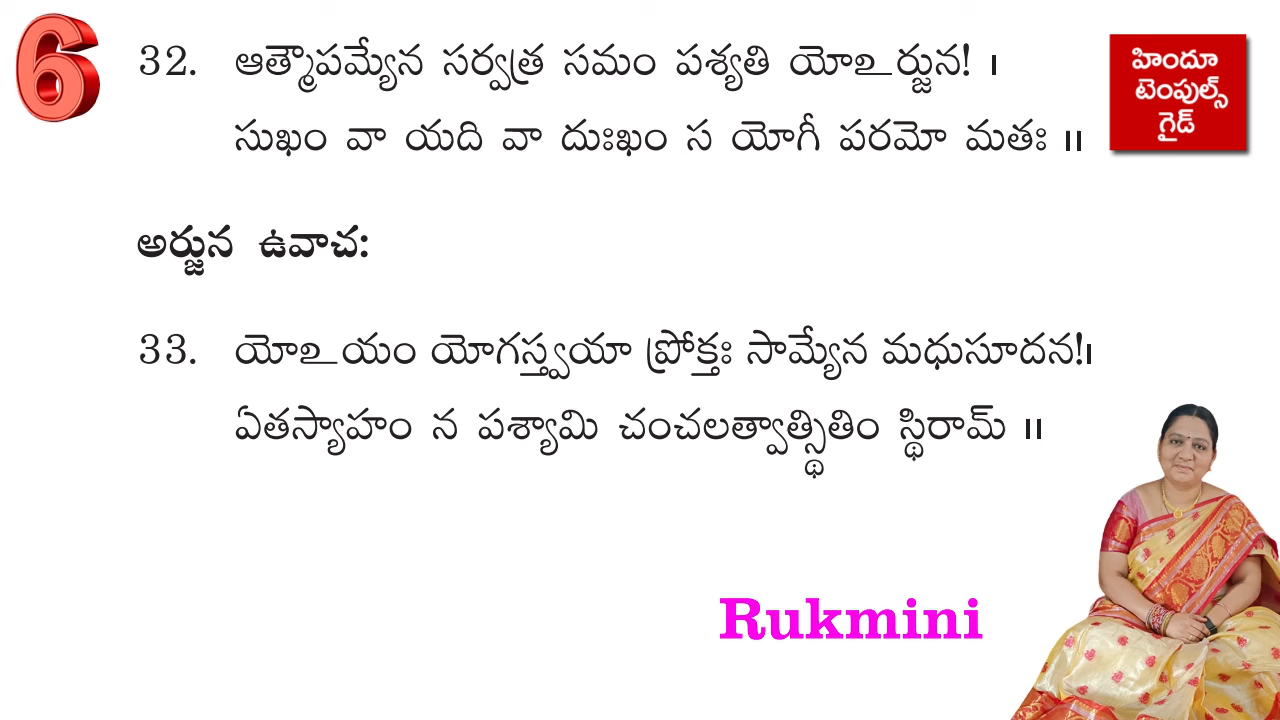 6
32. ఆత్మౌపమ్యేన సర్వత్ర సమం పశ్యతి యోఽర్జున! ।
సుఖం వా యది వా దుఃఖం స యోగీ పరమో మతః ॥
హిందూ
టెంపుల్స్
గైడ్
అర్జున ఉవాచ:
33. యోఽయం యోగస్త్వయా ప్రోక్తః సామ్యేన మధుసూదన!।
ఏతస్యాహం న పశ్యామి చంచలత్వాత్స్థితిం స్థిరామ్ ॥
Rukmini